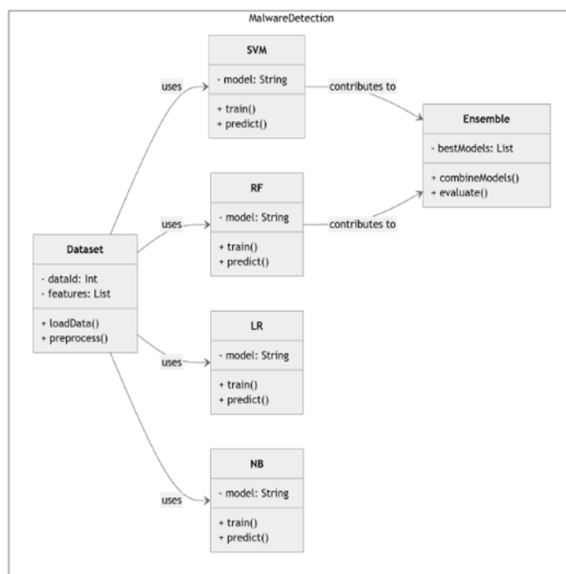 MalwareDetection
SVM
- model: String
+ train()
+ predict()
uses
contributes to
Ensemble
- bestModels: List
+ combineModels()
+ evaluate()
RF
- model: String
+ train()
+ predict()
uses
contributes to
Dataset
- dataId: Int
- features: List
+ loadData()
+ preprocess()
LR
- model: String
+ train()
+ predict()
uses
NB
- model: String
+ train()
+ predict()
uses